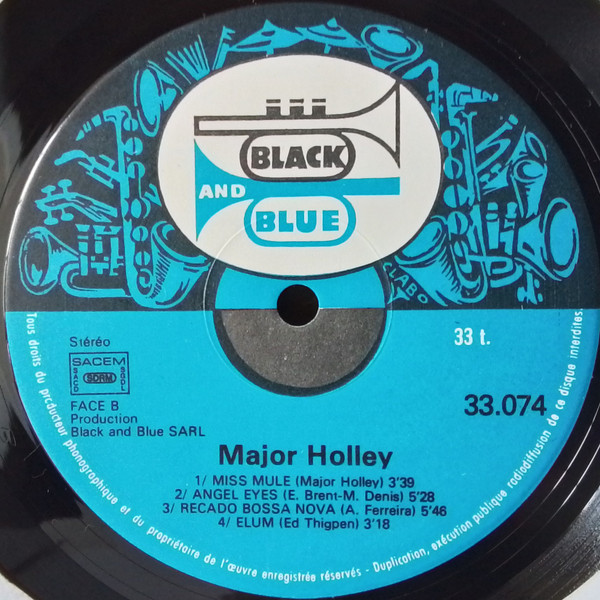 BLACK
AND
BLUE
CLABO
Stéréo
33 t.
SACEM
SACD SDRM SGDL
FACE B
Production
Black and Blue SARL
33.074
Major Holley
1/ MISS MULE (Major Holley) 3'39
2/ ANGEL EYES (E. Brent-M. Denis) 5'28
3/ RECADO BOSSA NOVA (A. Ferreira) 5'46
4/ ELUM (Ed Thigpen) 3'18
Tous droits du producteur phonographique et du propriétaire de l'œuvre enregistrée réservés - Duplication, exécution publique radiodiffusion de ce disque interdites.